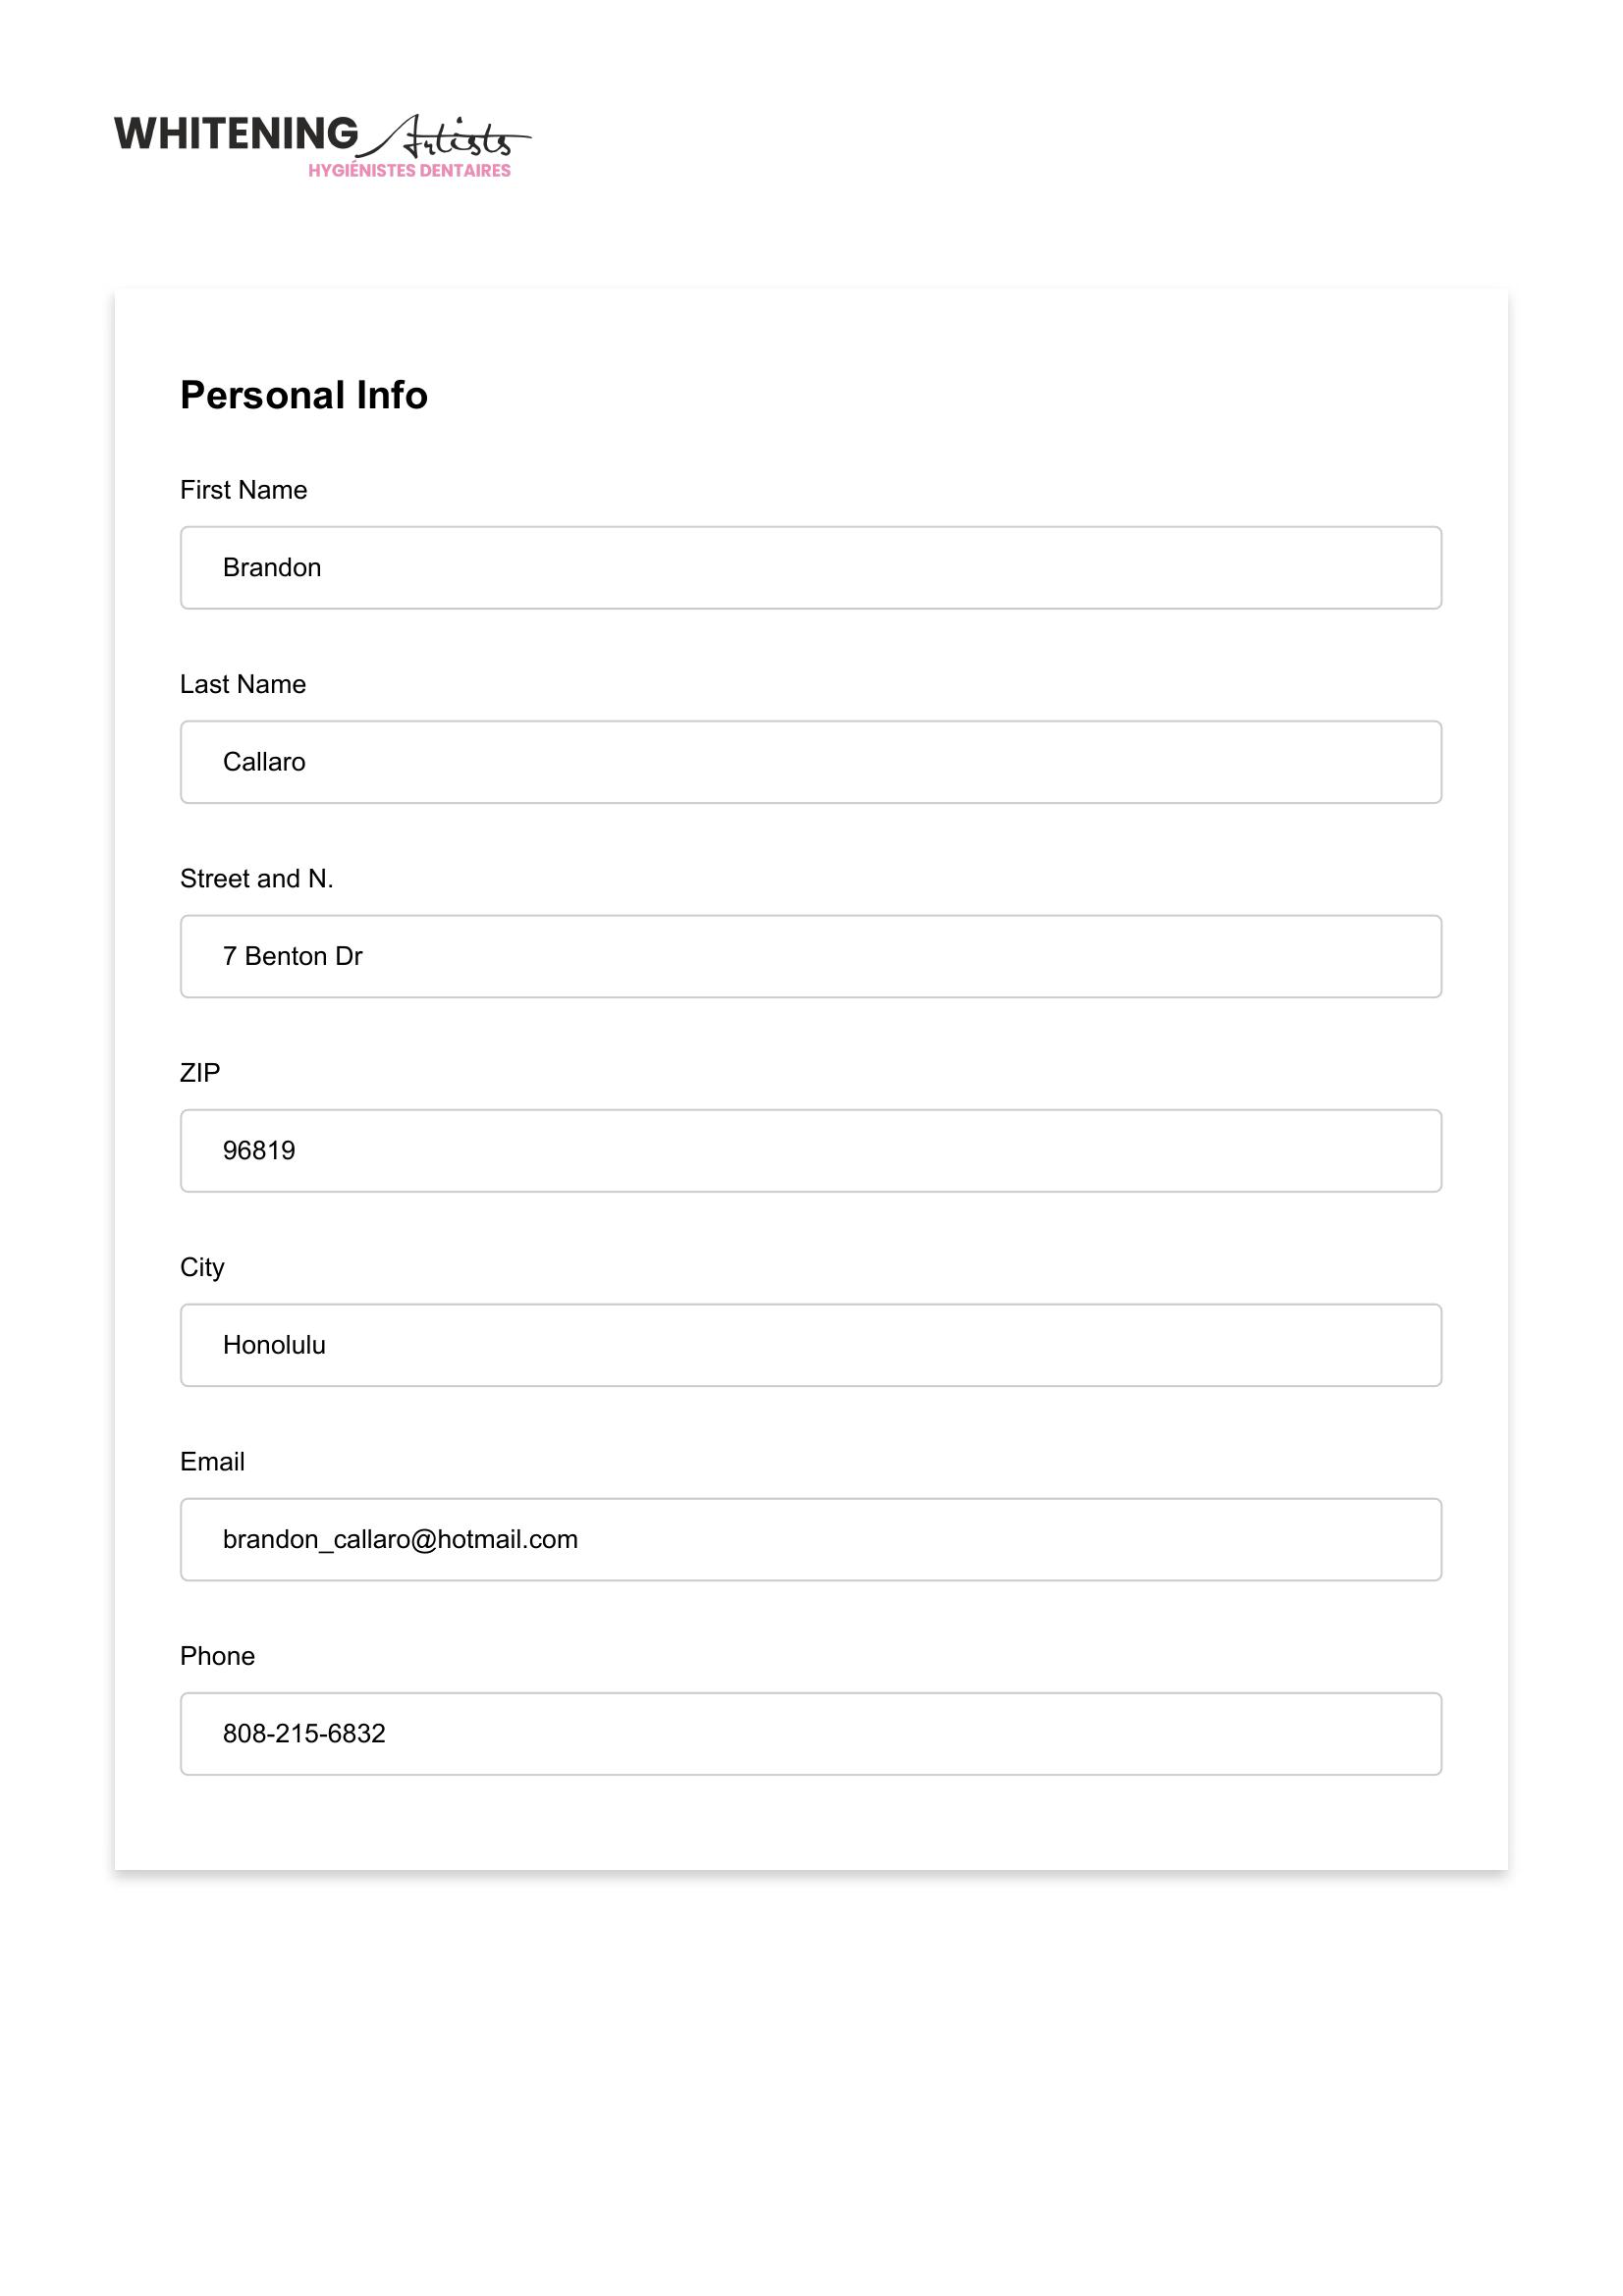 WHITENING Artists
HYGIÉNISTES DENTAIRES
Personal Info
First Name
Brandon
Last Name
Callaro
Street and N.
7 Benton Dr
ZIP
96819
City
Honolulu
Email
brandon_callaro@hotmail.com
Phone
808-215-6832